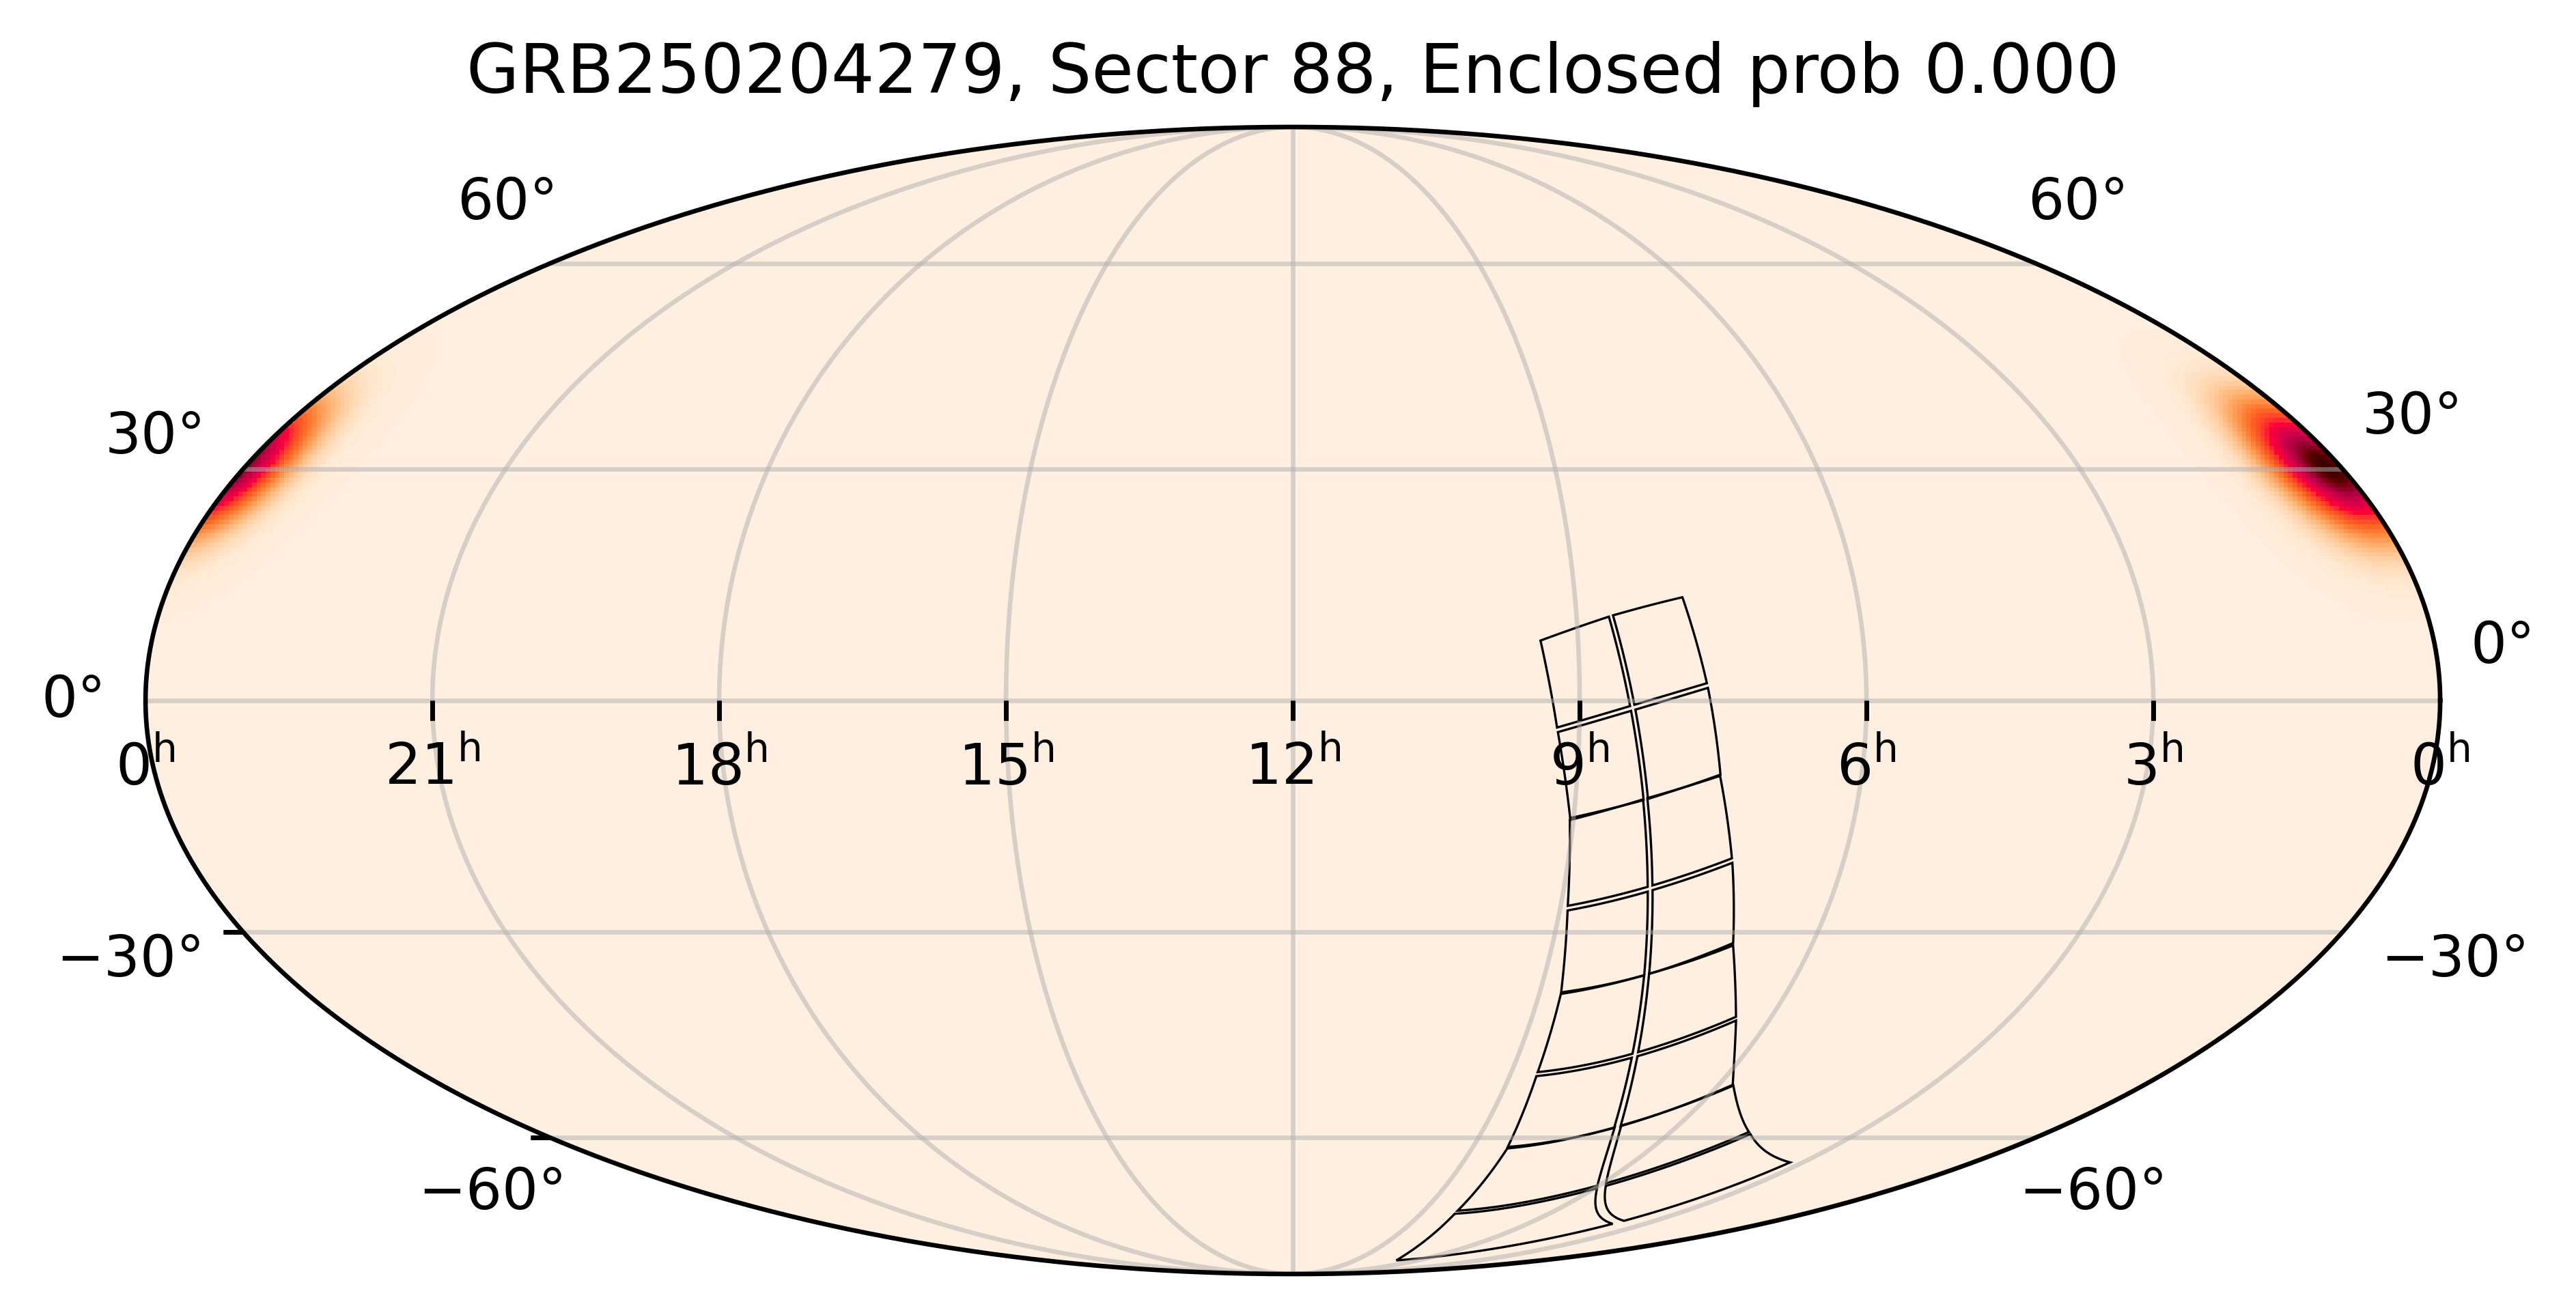 GRB250204279, Sector 88, Enclosed prob 0.000
60° 60°
30° 30°
0° 0°
0h 21h 18h 15h 12h 9h 6h 3h 0h
−30° −30°
−60° −60°